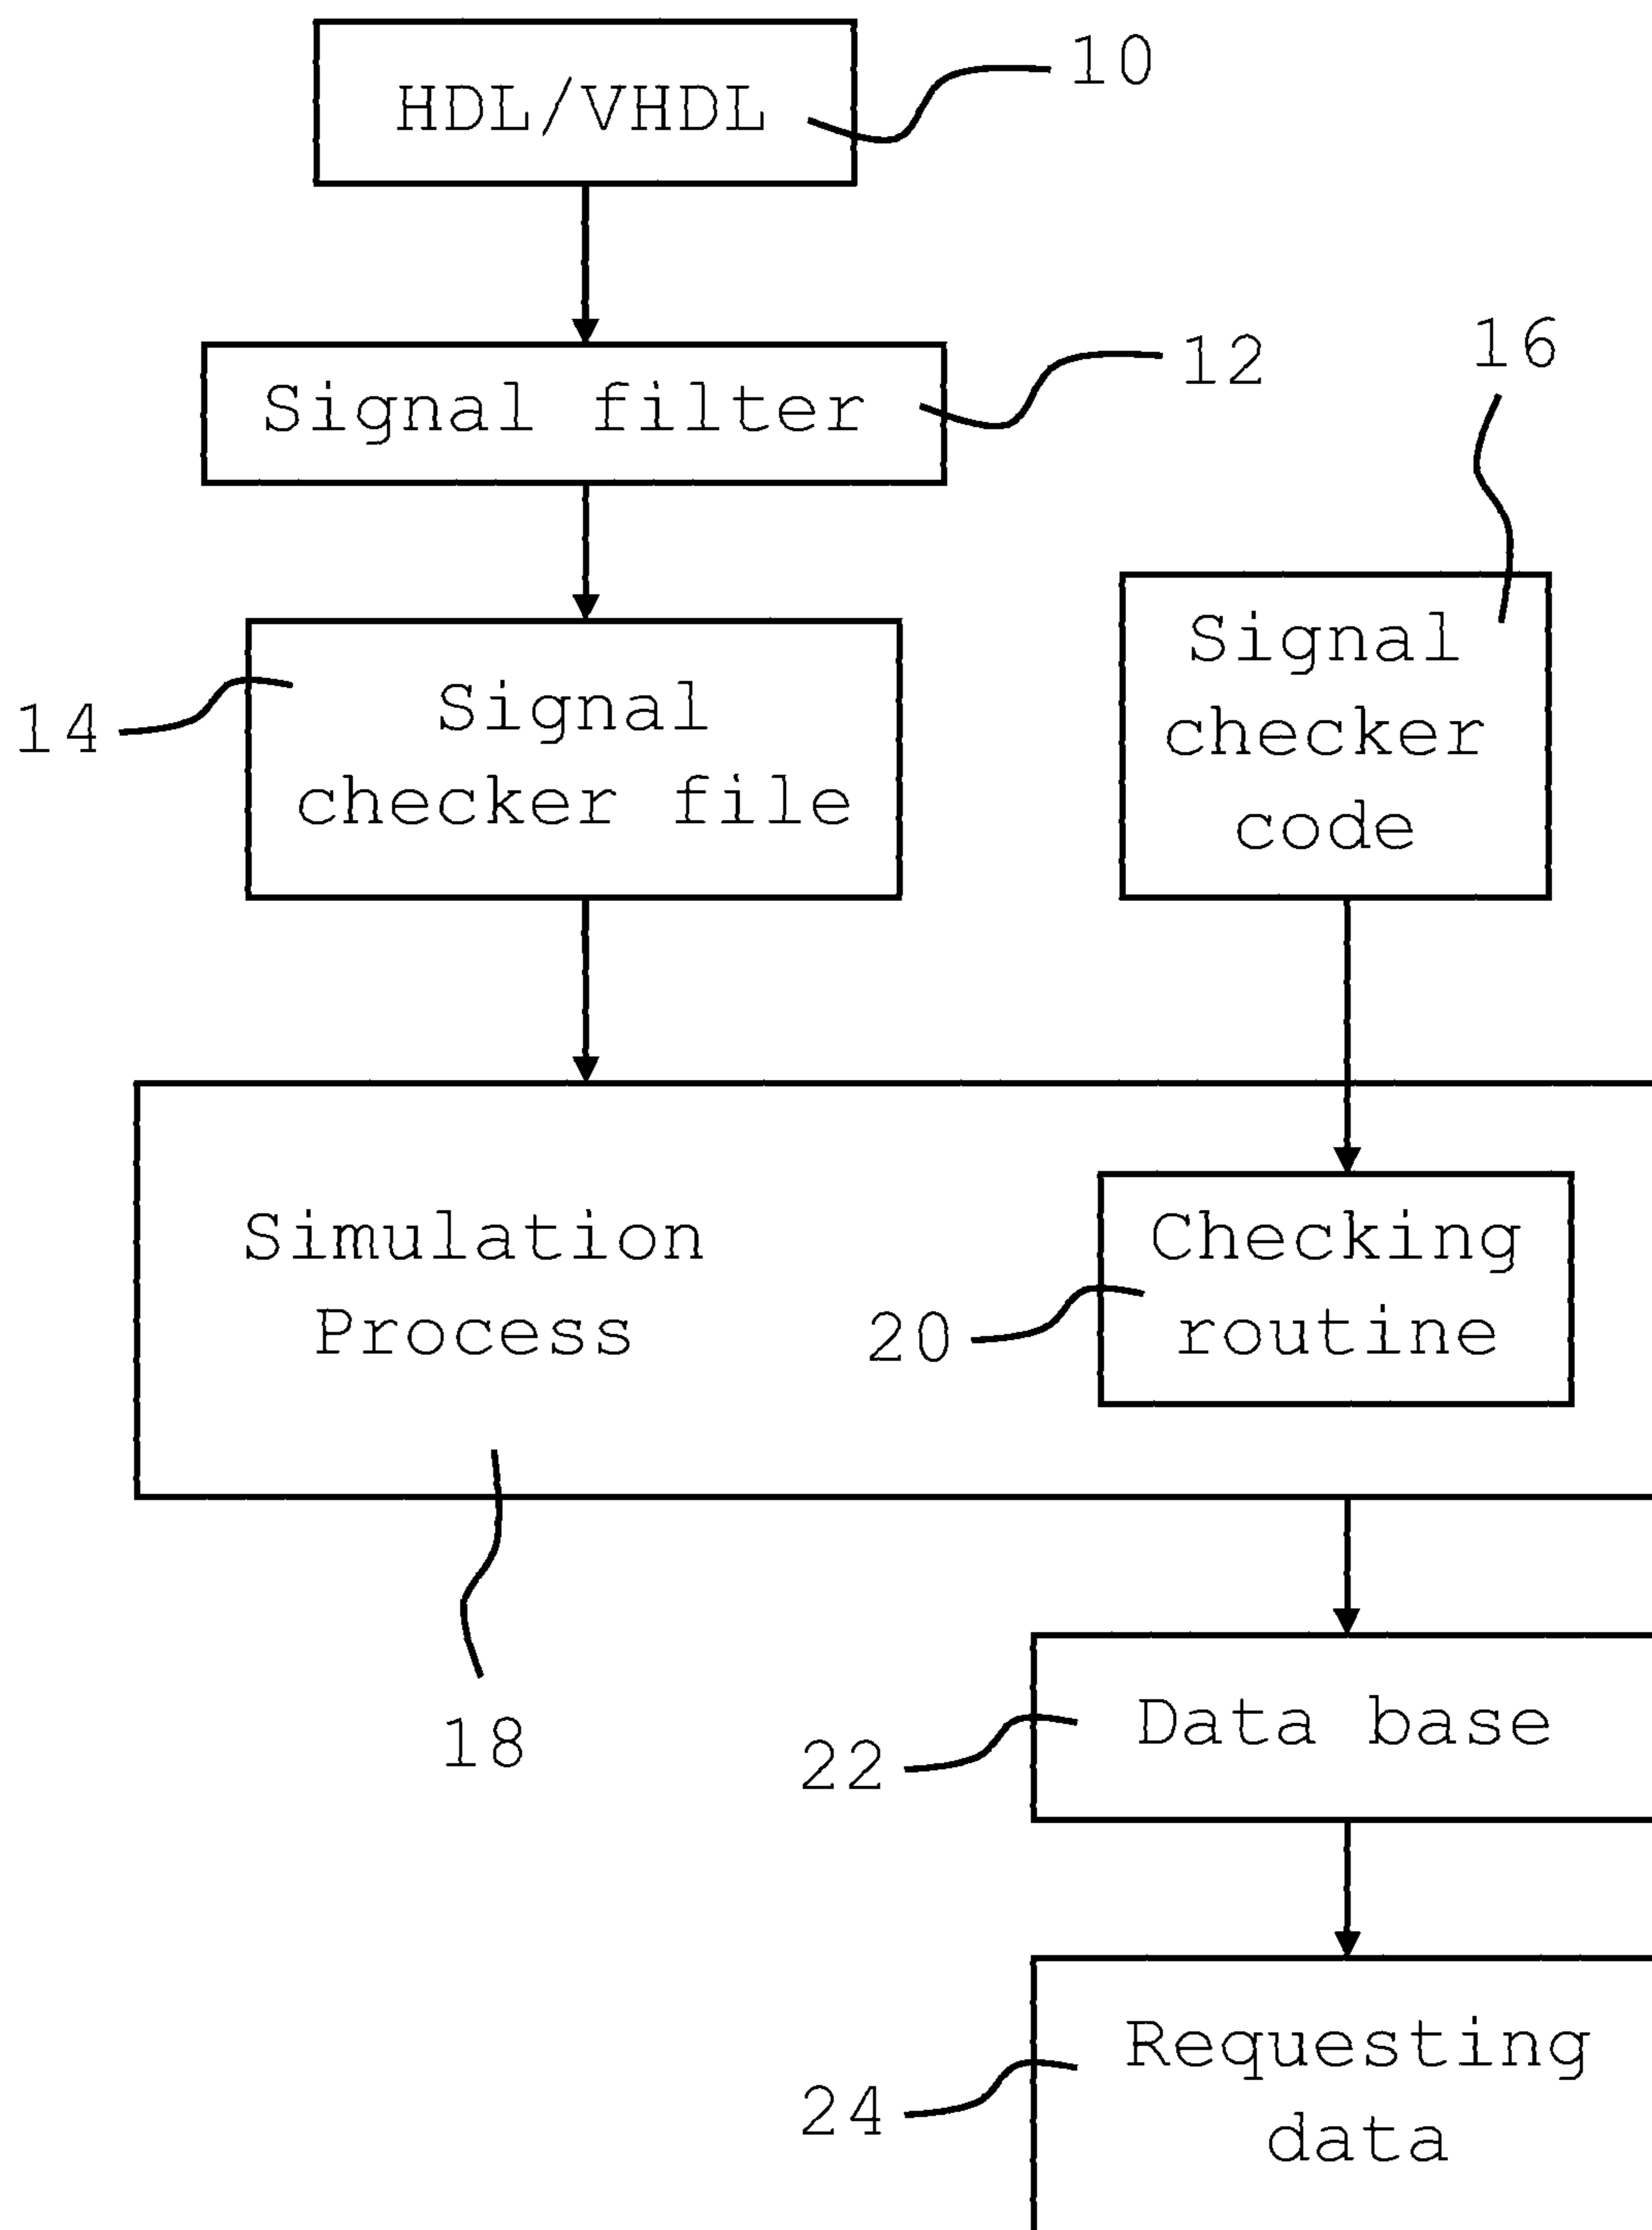 HDL/VHDL
10
Signal filter
12
16
14
Signal
checker file
Signal
checker
code
Simulation
Process
20
Checking
routine
18
22
Data base
24
Requesting
data